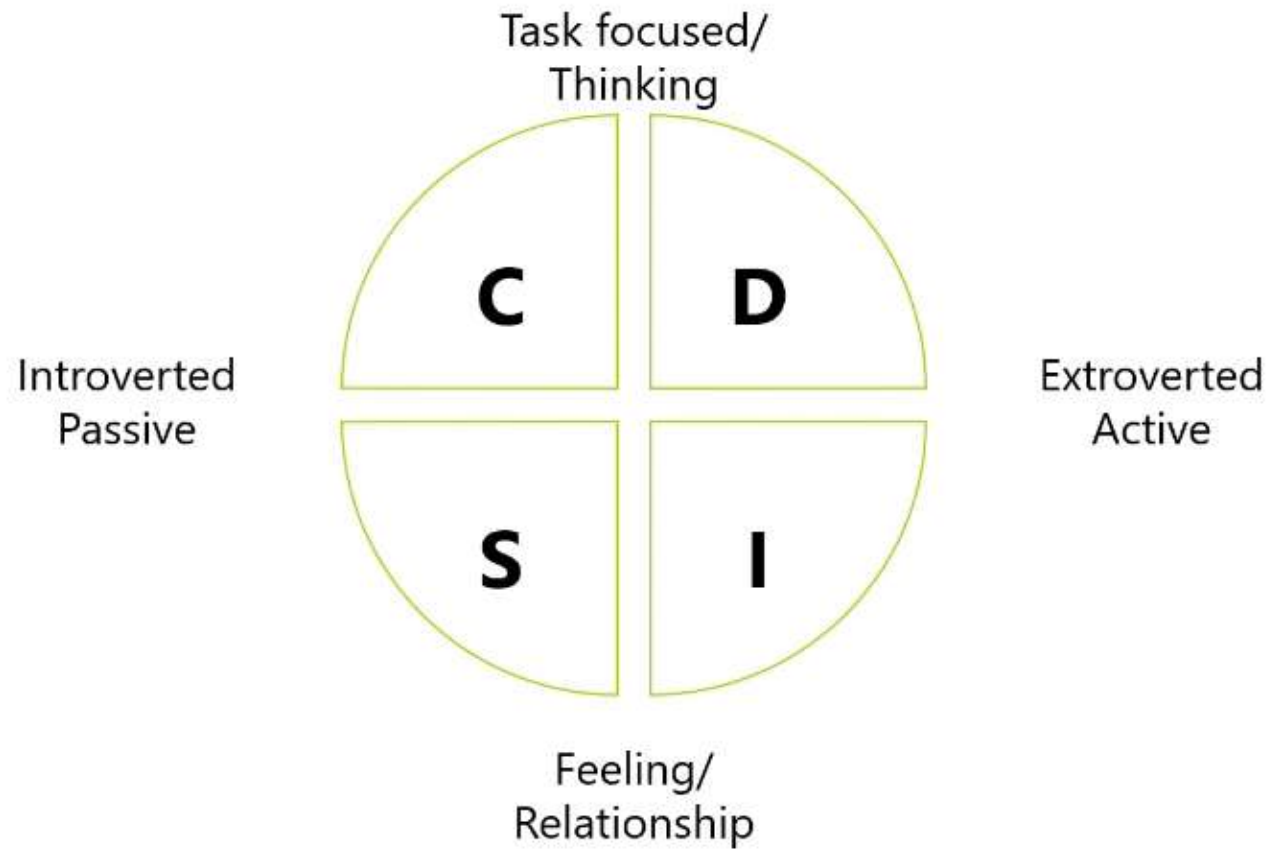 Task focused/
Thinking
C
D
Introverted
Passive
Extroverted
Active
S
I
Feeling/
Relationship